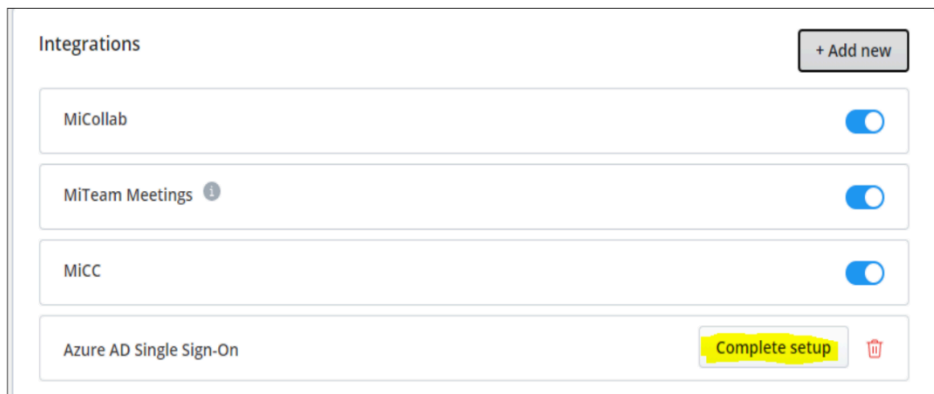 Integrations
+ Add new
MiCollab
MiTeam Meetings i
MiCC
Azure AD Single Sign-On
Complete setup